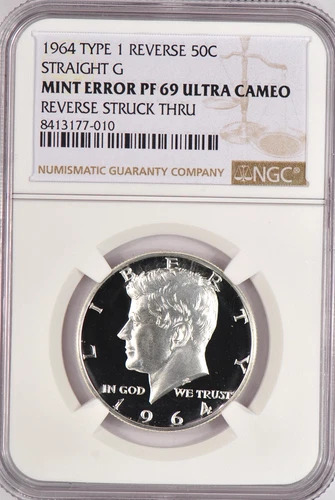 1964 TYPE 1 REVERSE 50C
STRAIGHT G
MINT ERROR PF 69 ULTRA CAMEO
REVERSE STRUCK THRU
8413177-010
NUMISMATIC GUARANTY COMPANY NGC®
LIBERTY
IN GOD WE TRUST
1964